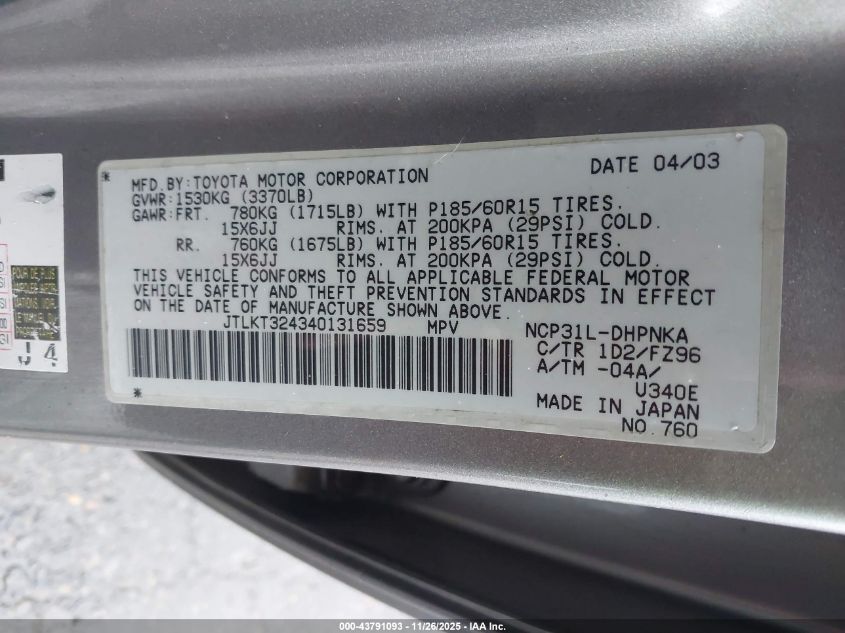 DATE 04/03
MFD.BY:TOYOTA MOTOR CORPORATION
GVWR:1530KG (3370LB)
GAWR:FRT. 780KG (1715LB) WITH P185/60R15 TIRES.
15X6JJ RIMS. AT 200KPA (29PSI) COLD.
RR. 760KG (1675LB) WITH P185/60R15 TIRES.
15X6JJ RIMS. AT 200KPA (29PSI) COLD.
THIS VEHICLE CONFORMS TO ALL APPLICABLE FEDERAL MOTOR
VEHICLE SAFETY AND THEFT PREVENTION STANDARDS IN EFFECT
ON THE DATE OF MANUFACTURE SHOWN ABOVE.
JTLKT324340131659 MPV NCP31L-DHPNKA
C/TR 1D2/FZ96
A/TM -04A/
U340E
MADE IN JAPAN
NO.760
POUR DE PLUS
J 4
000-43791093 - 11/26/2025 - IAA Inc.